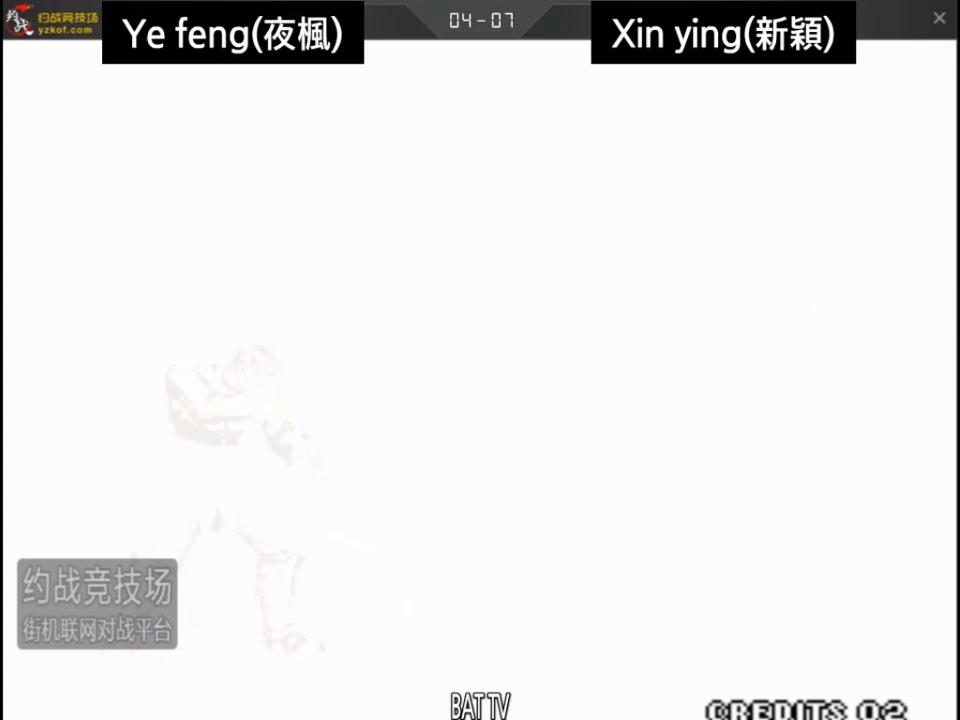 约战竞技场
yzkof.com
Ye feng(夜楓)
04-07
Xin ying(新穎)
约战竞技场
街机联网对战平台
BAT TV
CREDITS 02